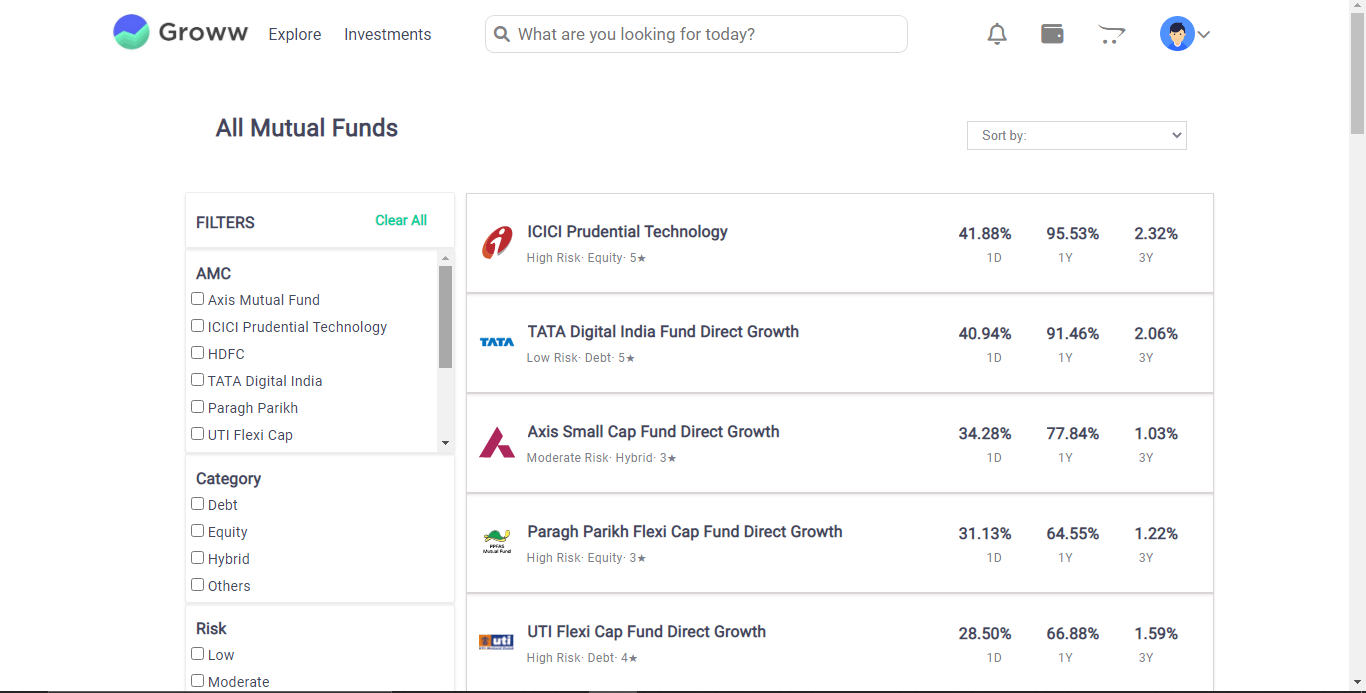 Groww Explore Investments What are you looking for today?
All Mutual Funds
Sort by:
FILTERS Clear All
AMC
Axis Mutual Fund
ICICI Prudential Technology
HDFC
TATA Digital India
Paragh Parikh
UTI Flexi Cap
Category
Debt
Equity
Hybrid
Others
Risk
Low
Moderate
ICICI Prudential Technology 41.88% 95.53% 2.32%
High Risk· Equity· 5★ 1D 1Y 3Y
TATA
TATA Digital India Fund Direct Growth 40.94% 91.46% 2.06%
Low Risk· Debt· 5★ 1D 1Y 3Y
Axis Small Cap Fund Direct Growth 34.28% 77.84% 1.03%
Moderate Risk· Hybrid· 3★ 1D 1Y 3Y
PPFAS
Mutual Fund
Paragh Parikh Flexi Cap Fund Direct Growth 31.13% 64.55% 1.22%
High Risk· Equity· 3★ 1D 1Y 3Y
uti
UTI Flexi Cap Fund Direct Growth 28.50% 66.88% 1.59%
High Risk· Debt· 4★ 1D 1Y 3Y